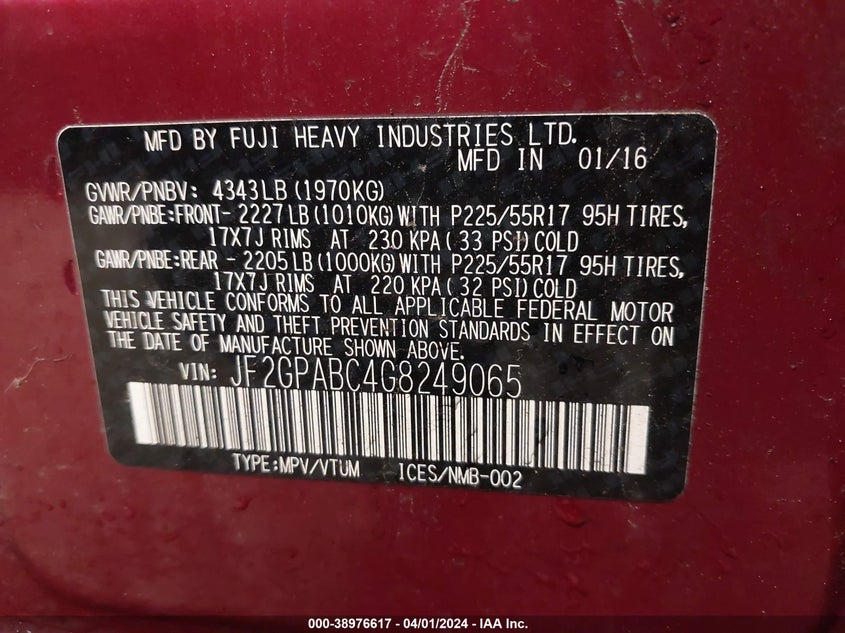 MFD BY FUJI HEAVY INDUSTRIES LTD.
MFD IN 01/16
GVWR/PNBV: 4343LB (1970KG)
GAWR/PNBE:FRONT- 2227LB (1010KG) WITH P225/55R17 95H TIRES,
17X7J RIMS AT 230 KPA ( 33 PSI) COLD
GAWR/PNBE:REAR - 2205LB (1000KG) WITH P225/55R17 95H TIRES,
17X7J RIMS AT 220 KPA ( 32 PSI) COLD
THIS VEHICLE CONFORMS TO ALL APPLICABLE FEDERAL MOTOR
VEHICLE SAFETY AND THEFT PREVENTION STANDARDS IN EFFECT ON
THE DATE OF MANUFACTURE SHOWN ABOVE.
VIN: JF2GPABC4G8249065
TYPE:MPV/VTUM ICES/NMB-002
000-38976617 - 04/01/2024 - IAA Inc.